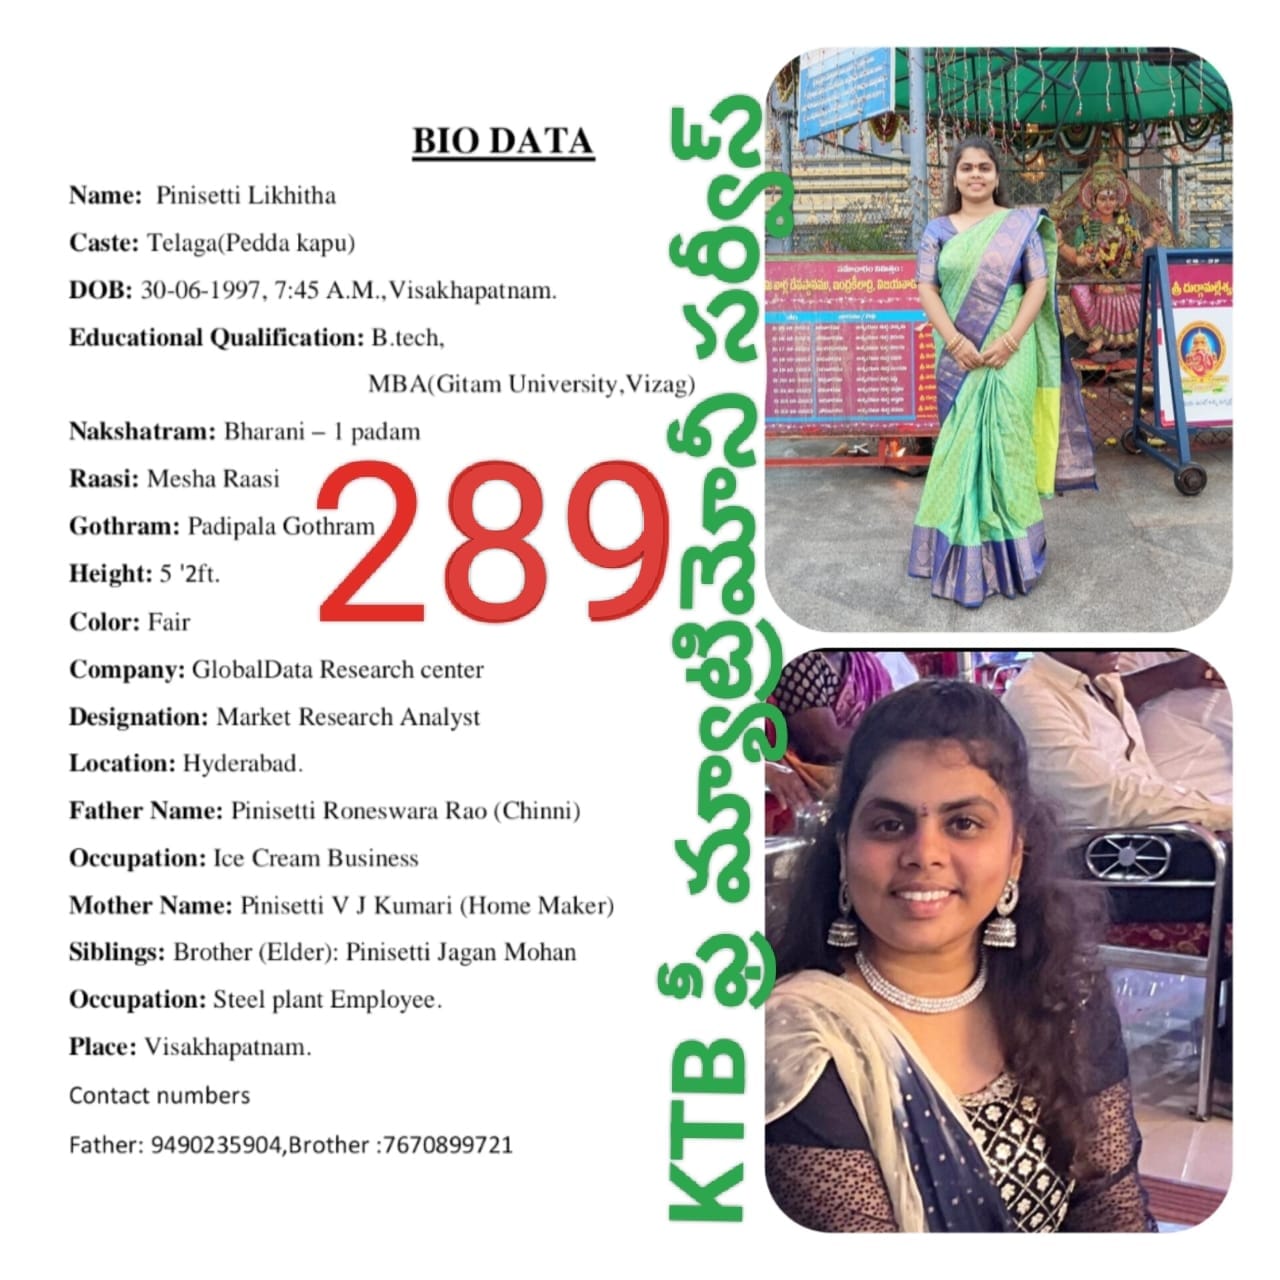 BIO DATA
Name: Pinisetti Likhitha
Caste: Telaga(Pedda kapu)
DOB: 30-06-1997, 7:45 A.M.,Visakhapatnam.
Educational Qualification: B.tech,
MBA(Gitam University,Vizag)
Nakshatram: Bharani – 1 padam
Raasi: Mesha Raasi
Gothram: Padipala Gothram
Height: 5 '2ft.
Color: Fair
Company: GlobalData Research center
Designation: Market Research Analyst
Location: Hyderabad.
Father Name: Pinisetti Roneswara Rao (Chinni)
Occupation: Ice Cream Business
Mother Name: Pinisetti V J Kumari (Home Maker)
Siblings: Brother (Elder): Pinisetti Jagan Mohan
Occupation: Steel plant Employee.
Place: Visakhapatnam.
Contact numbers
Father: 9490235904,Brother :7670899721
289
KTB ఫ్రీ మ్యాట్రిమోనీ సర్వీస్
సమాచారం నిమిత్తం :